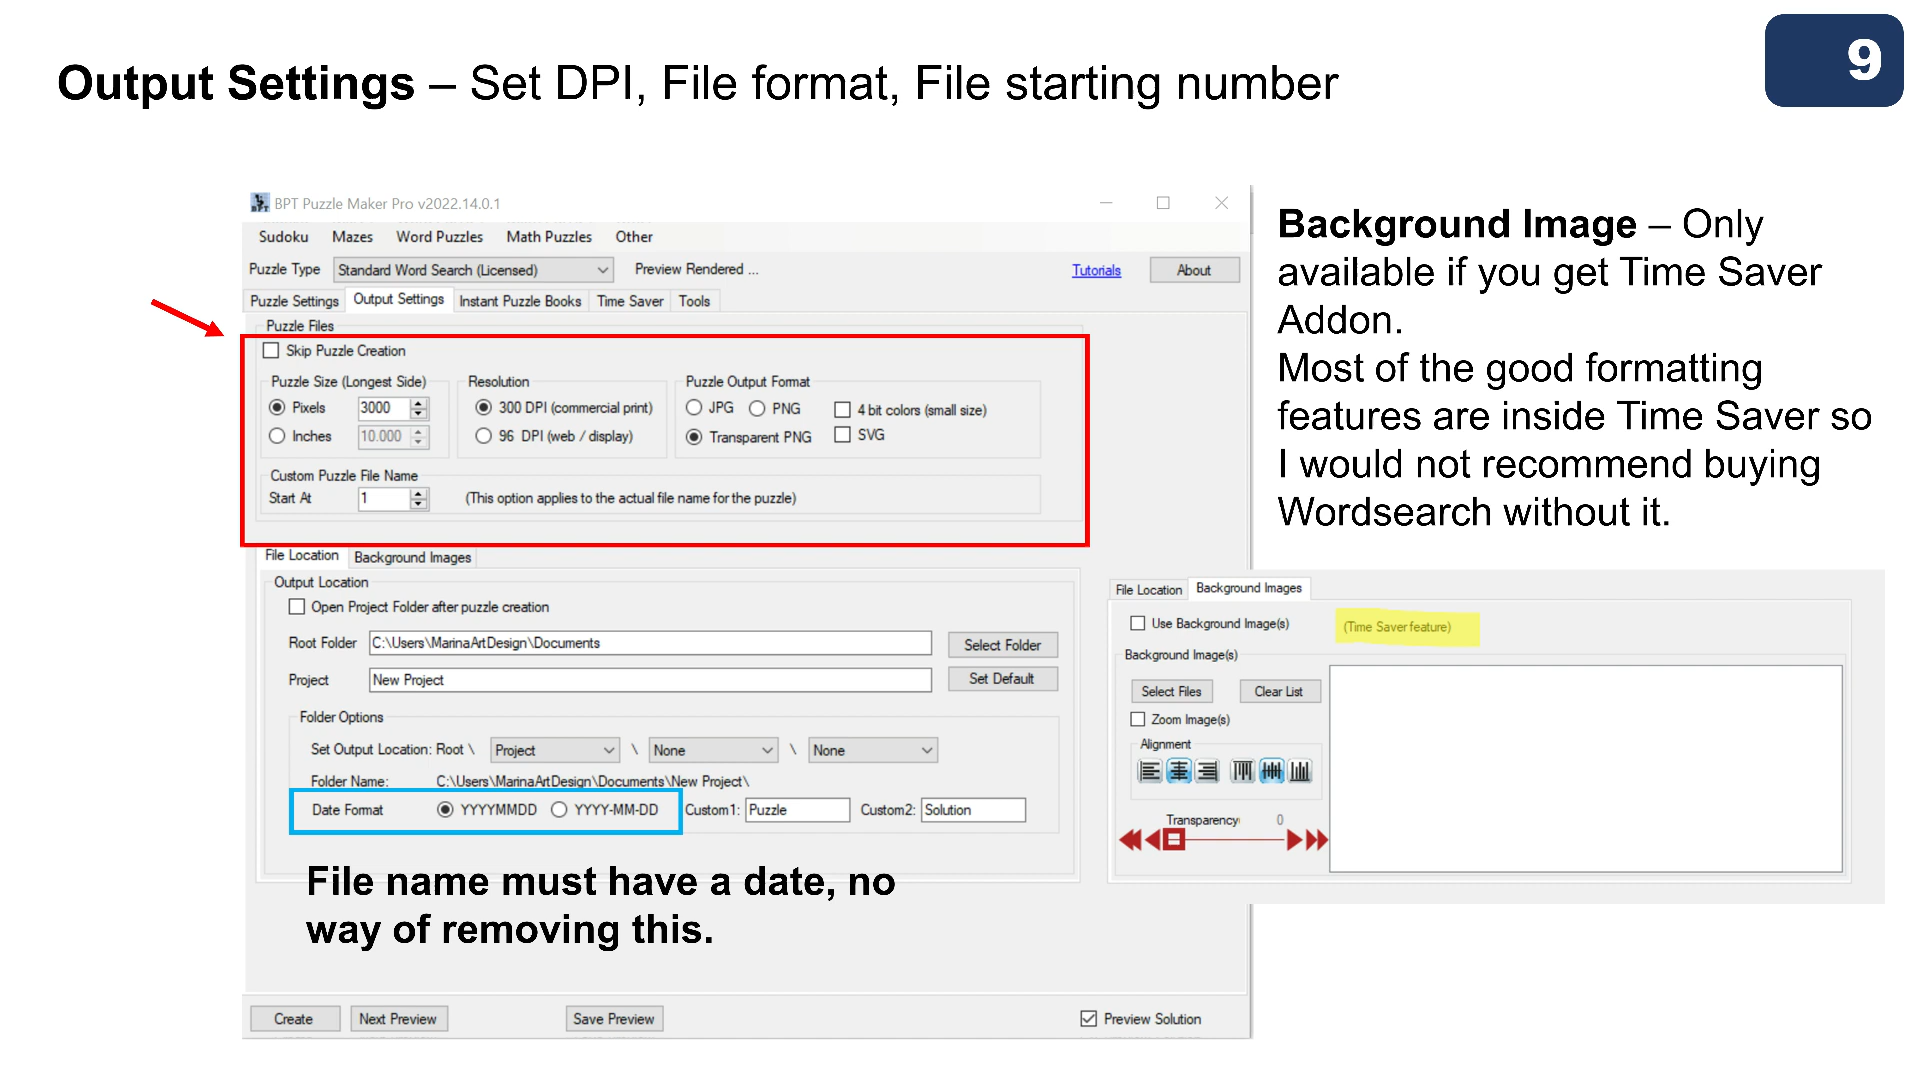 9
Output Settings – Set DPI, File format, File starting number
BPT Puzzle Maker Pro v2022.14.0.1
Sudoku Mazes Word Puzzles Math Puzzles Other
Puzzle Type Standard Word Search (Licensed) Preview Rendered ... Tutorials About
Puzzle Settings Output Settings Instant Puzzle Books Time Saver Tools
Puzzle Files
Skip Puzzle Creation
Puzzle Size (Longest Side) Resolution Puzzle Output Format
Pixels 3000 300 DPI (commercial print) JPG PNG 4 bit colors (small size)
Inches 10.000 96 DPI (web / display) Transparent PNG SVG
Custom Puzzle File Name
Start At 1 (This option applies to the actual file name for the puzzle)
File Location Background Images
Output Location
Open Project Folder after puzzle creation
Root Folder C:\Users\MarinaArtDesign\Documents Select Folder
Project New Project Set Default
Folder Options
Set Output Location: Root \ Project \ None \ None
Folder Name: C:\Users\MarinaArtDesign\Documents\New Project\
Date Format YYYYMMDD YYYY-MM-DD Custom1: Puzzle Custom2: Solution
File name must have a date, no
way of removing this.
Create Next Preview Save Preview Preview Solution
Background Image – Only
available if you get Time Saver
Addon.
Most of the good formatting
features are inside Time Saver so
I would not recommend buying
Wordsearch without it.
File Location Background Images
Use Background Image(s) (Time Saver feature)
Background Image(s)
Select Files Clear List
Zoom Image(s)
Alignment
Transparency 0